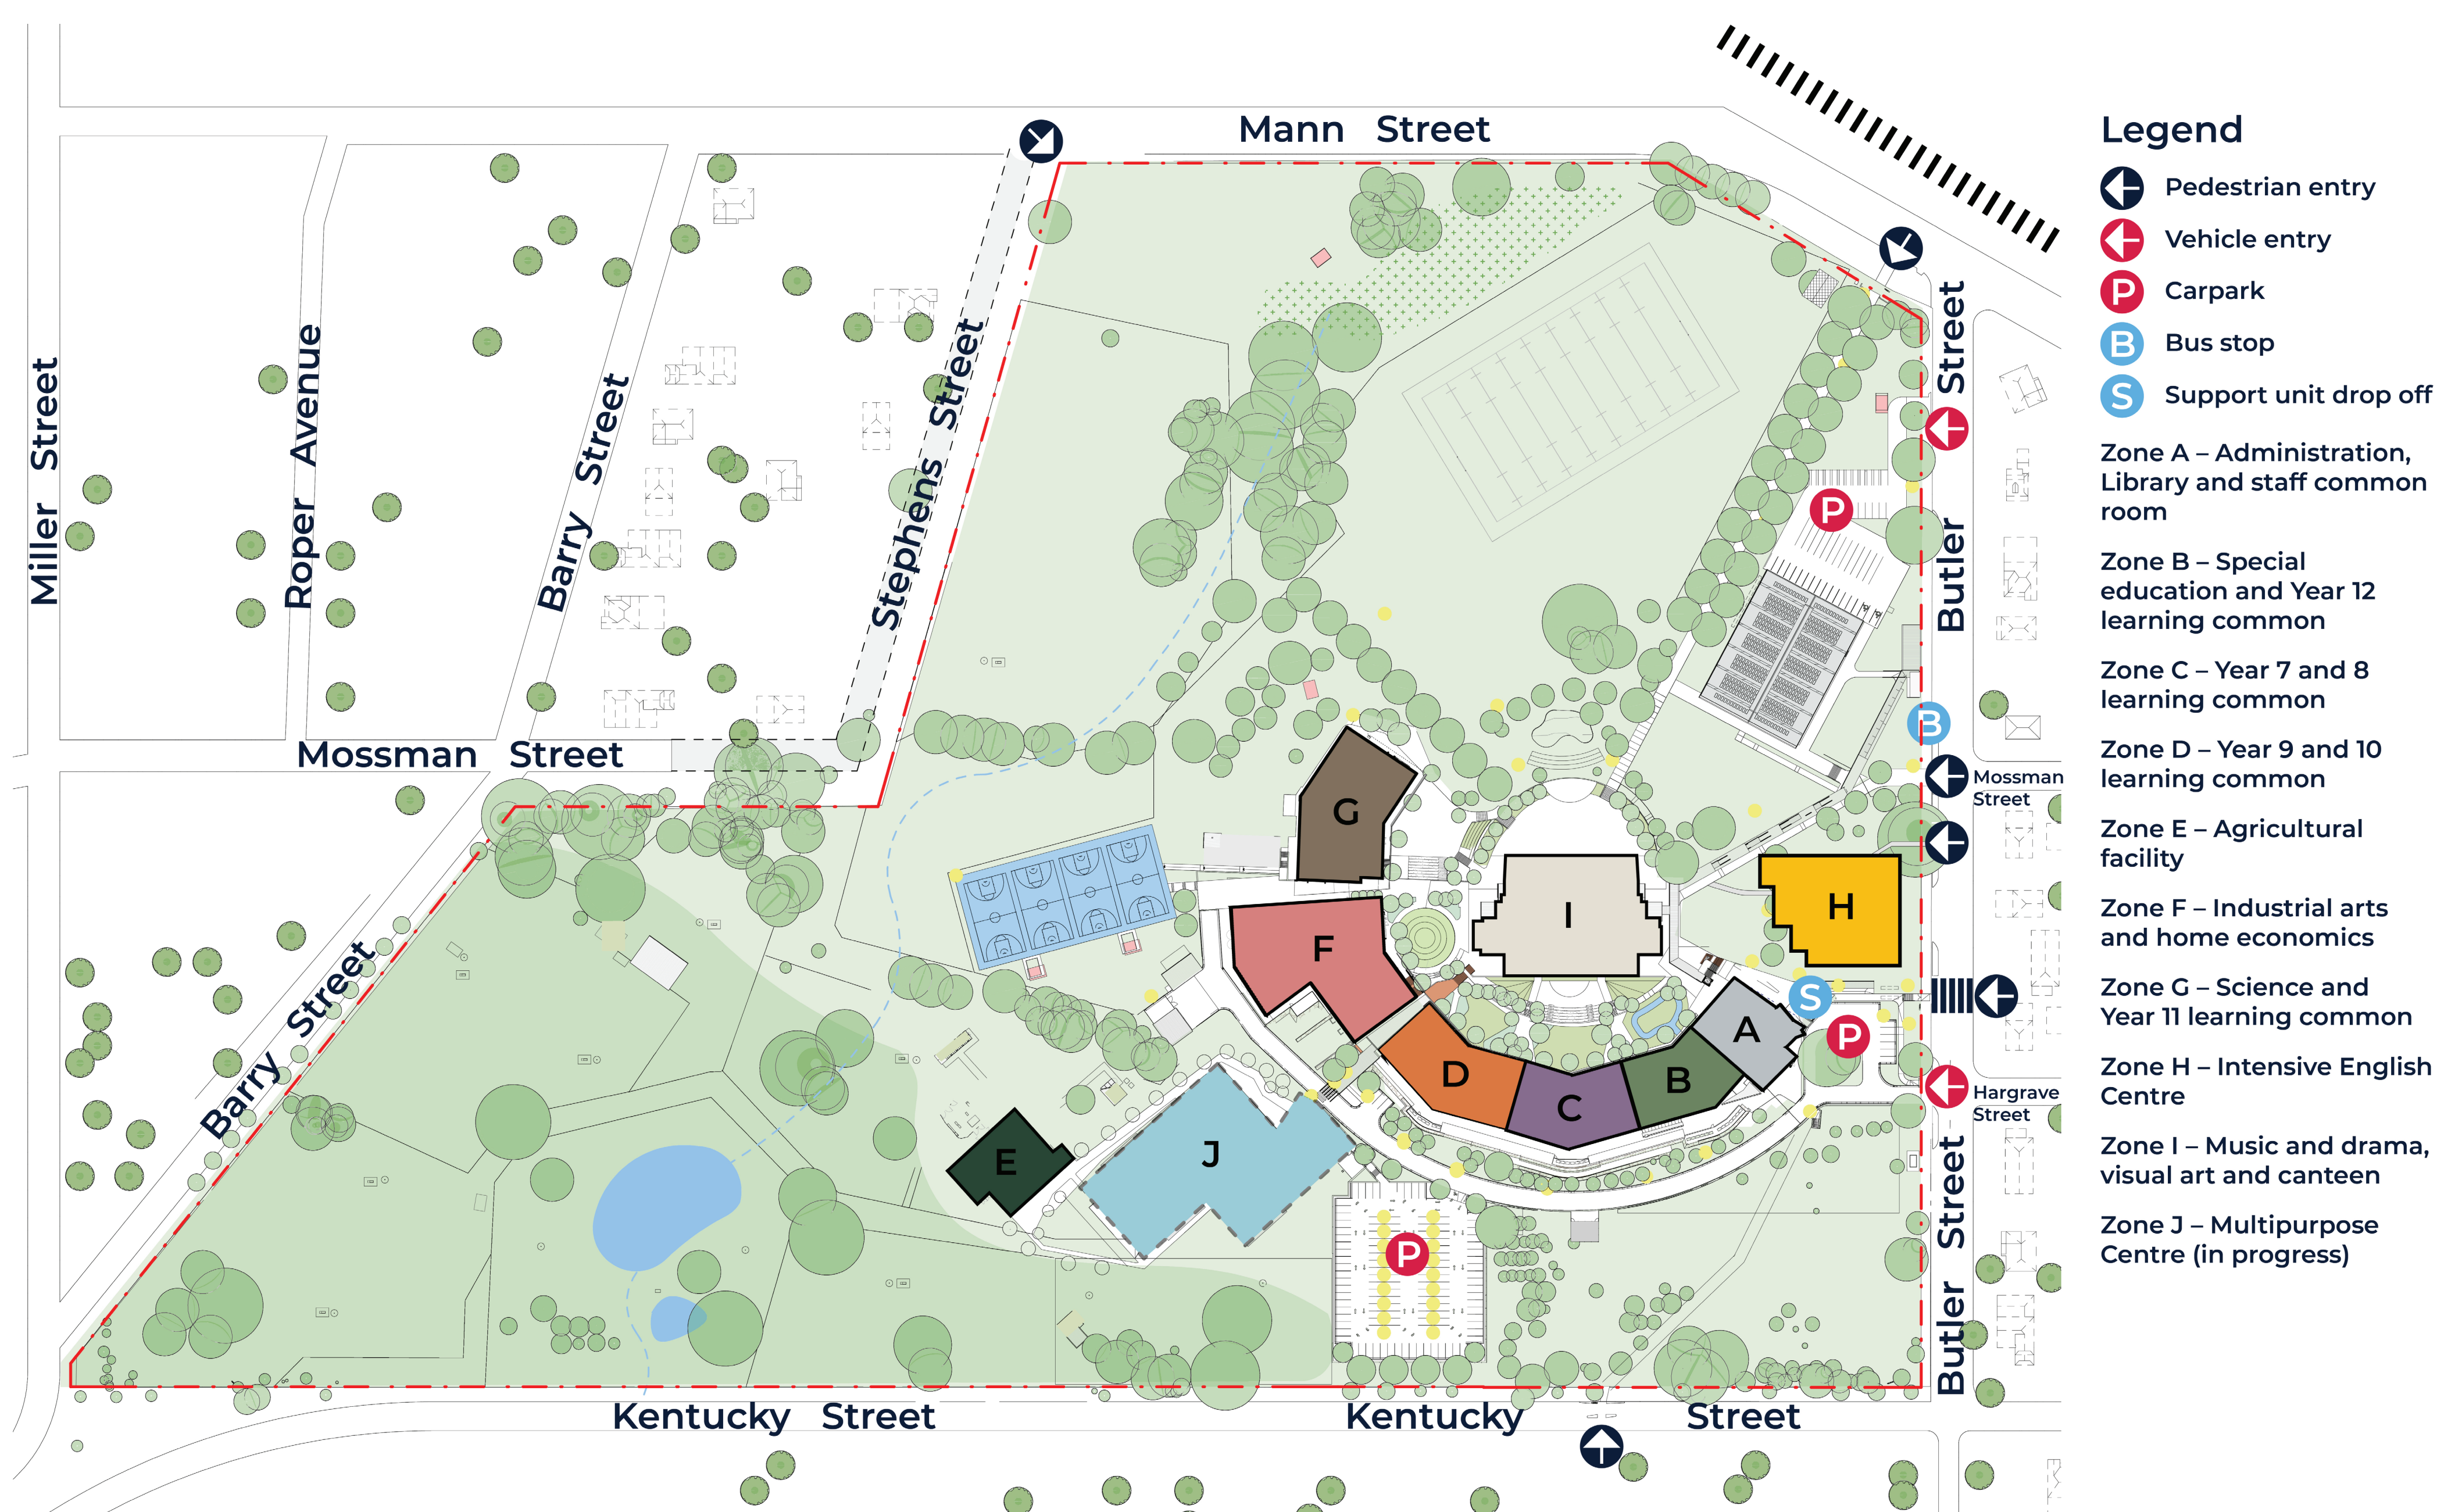 Mann Street
Miller Street
Roper Avenue
Barry Street
Stephens Street
Butler Street
Mossman Street
P
B
Mossman
Street
G
I
H
F
S
A
P
D
B
C
Hargrave
Street
Barry Street
E
J
P
Butler Street
Kentucky Street
Kentucky Street
Legend
Pedestrian entry
Vehicle entry
P Carpark
B Bus stop
S Support unit drop off
Zone A – Administration,
Library and staff common
room
Zone B – Special
education and Year 12
learning common
Zone C – Year 7 and 8
learning common
Zone D – Year 9 and 10
learning common
Zone E – Agricultural
facility
Zone F – Industrial arts
and home economics
Zone G – Science and
Year 11 learning common
Zone H – Intensive English
Centre
Zone I – Music and drama,
visual art and canteen
Zone J – Multipurpose
Centre (in progress)